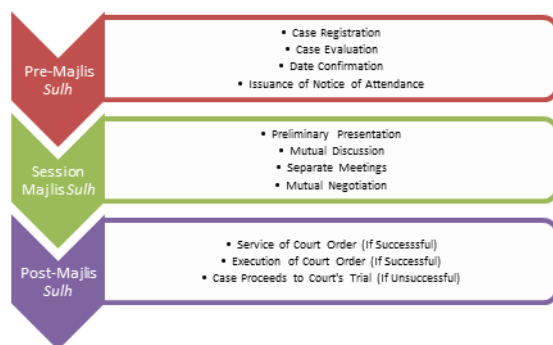 Pre-Majlis
Sulh
▪ Case Registration
▪ Case Evaluation
▪ Date Confirmation
▪ Issuance of Notice of Attendance
Session
MajlisSulh
▪ Preliminary Presentation
▪ Mutual Discussion
▪ Separate Meetings
▪ Mutual Negotiation
Post-Majlis
Sulh
▪ Service of Court Order (If Successsful)
▪ Execution of Court Order (If Successful)
▪ Case Proceeds to Court's Trial (If Unsuccessful)